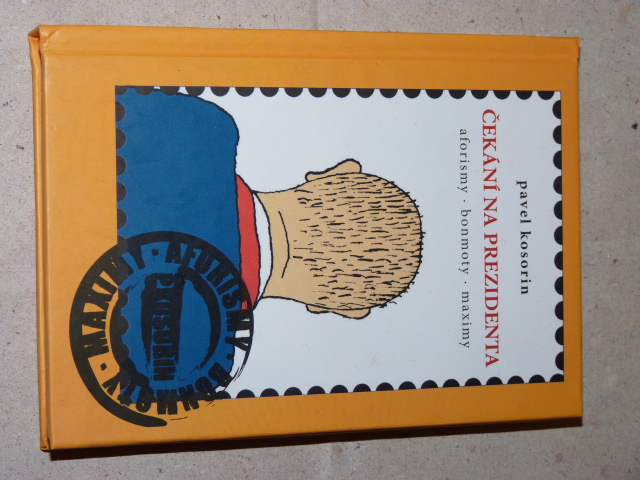 pavel kosorin
ČEKÁNÍ NA PREZIDENTA
aforismy · bonmoty · maximy
MAXIMY · AFORISMY · BONMOTY ·
P.KOSORIN